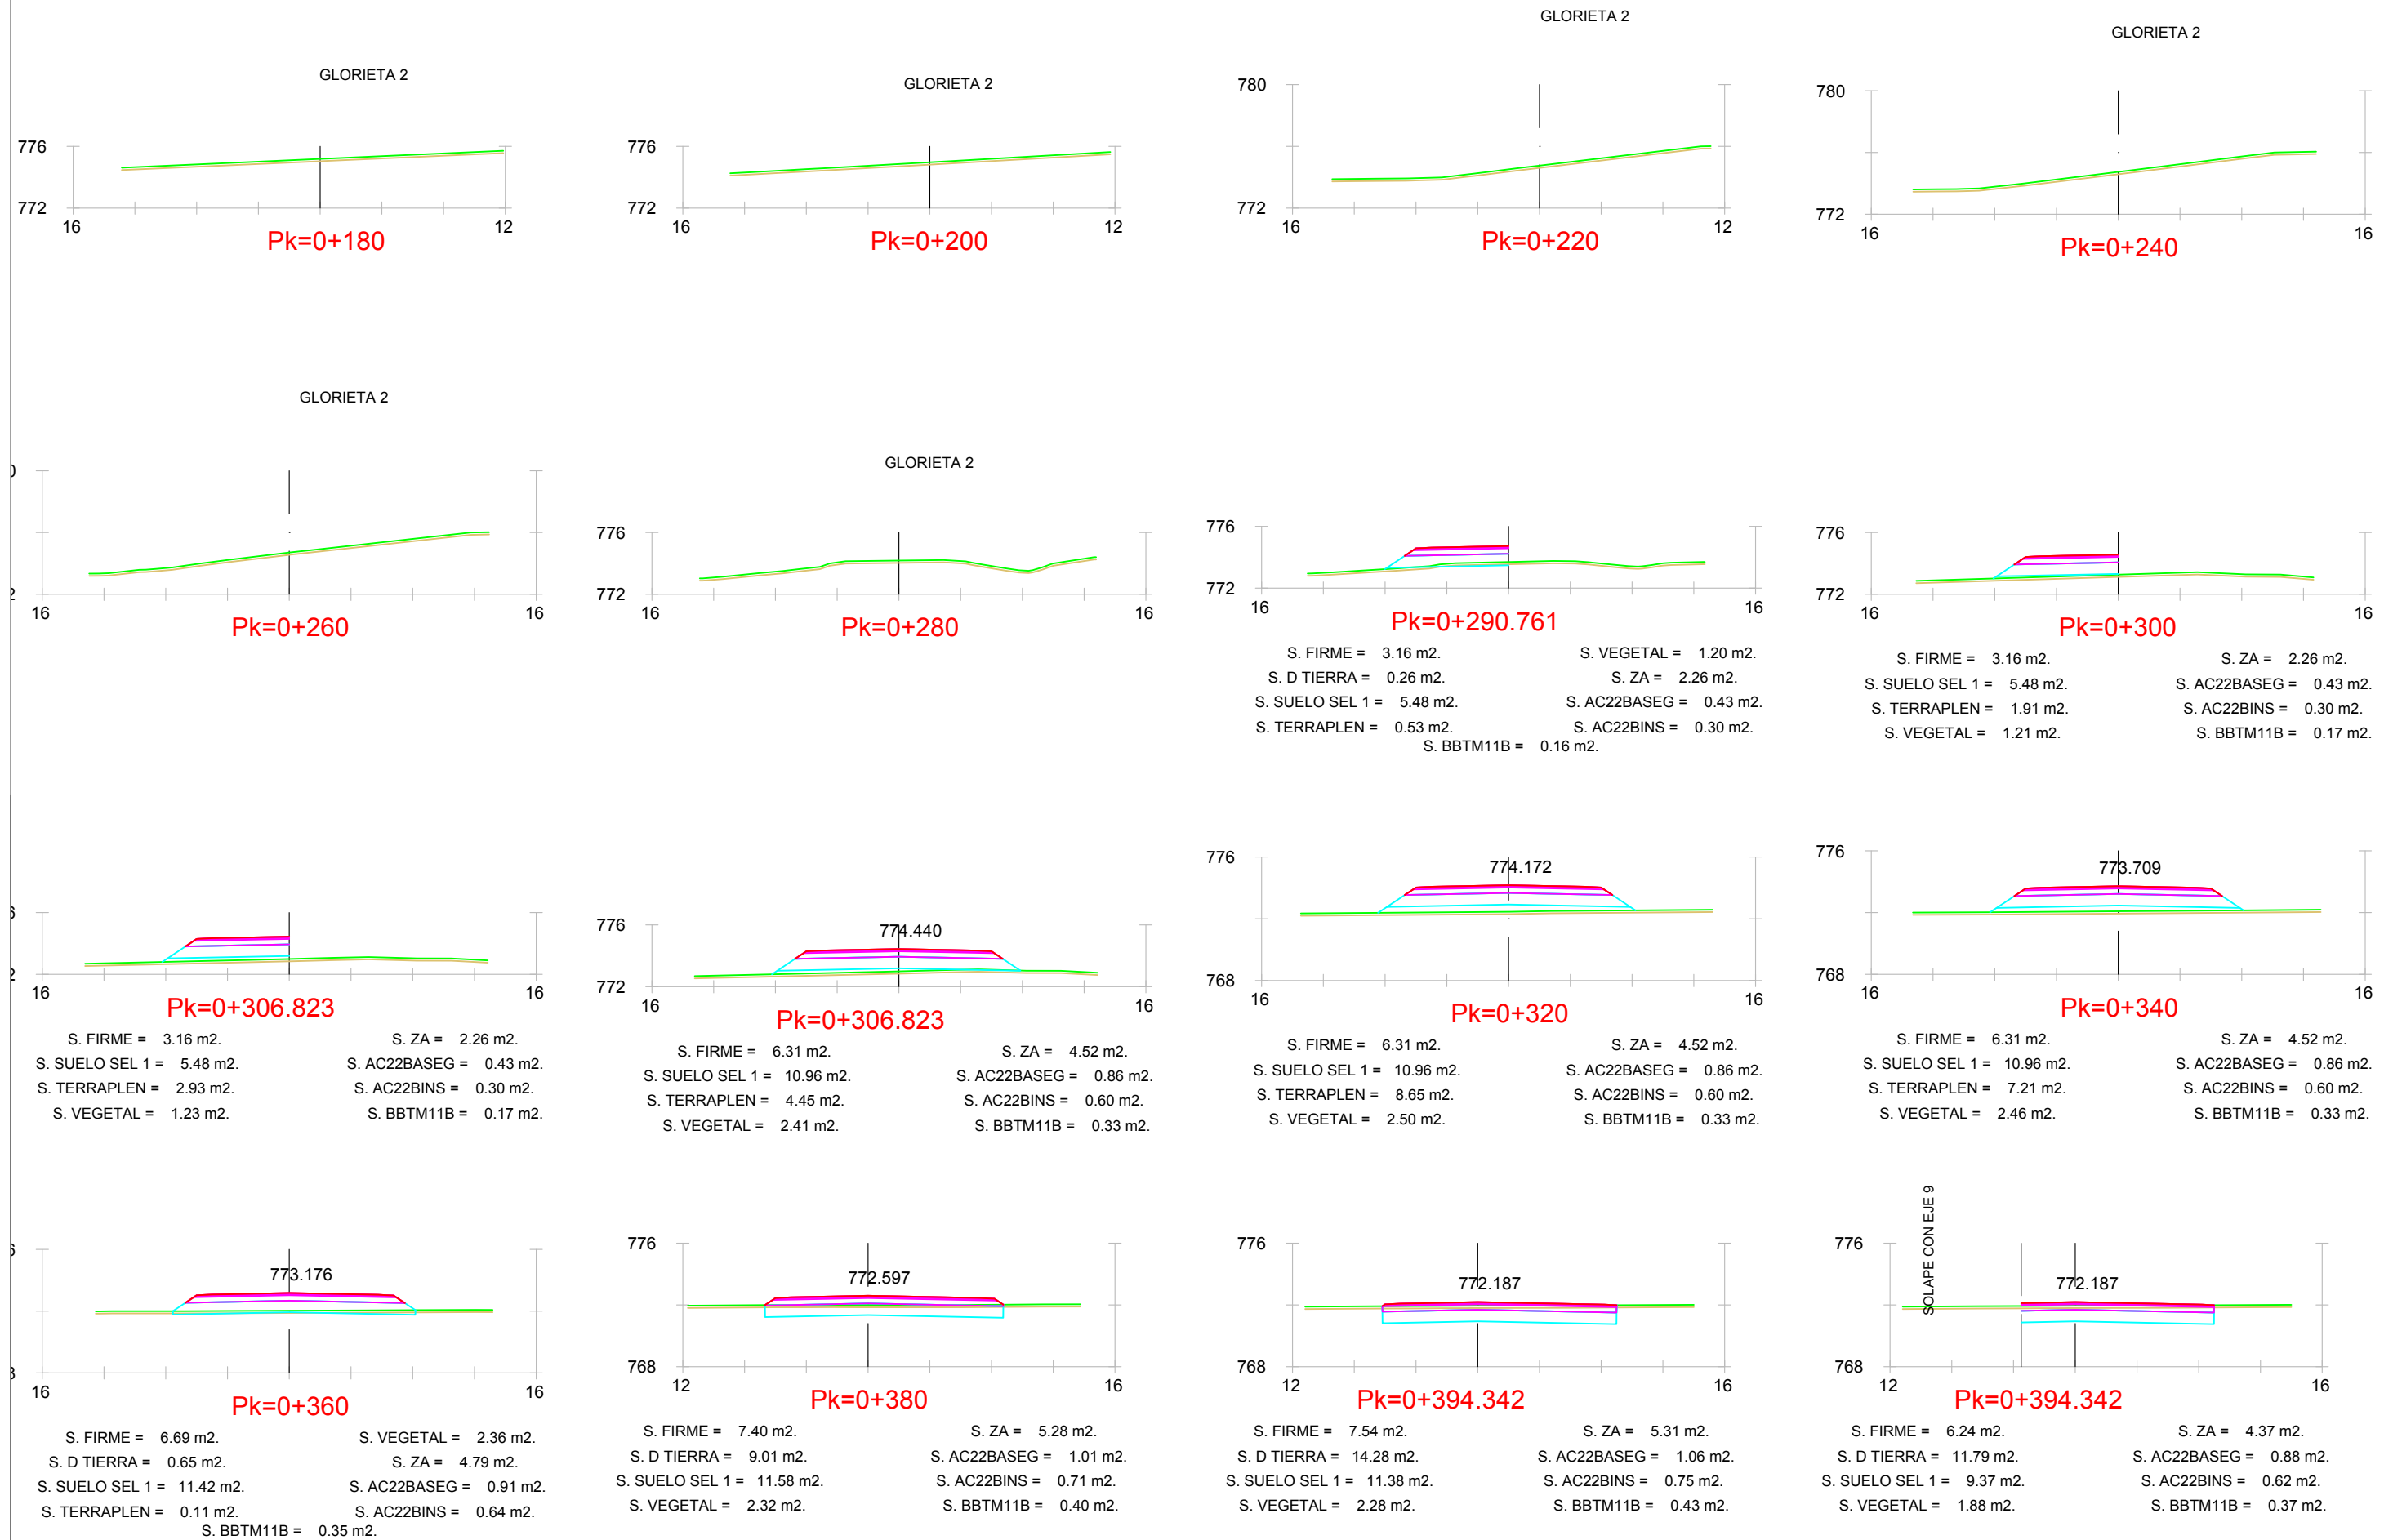 GLORIETA 2
776
772
16
12
Pk=0+180
GLORIETA 2
776
772
16
12
Pk=0+200
GLORIETA 2
780
772
16
12
Pk=0+220
GLORIETA 2
780
772
16
16
Pk=0+240
GLORIETA 2
16
16
Pk=0+260
GLORIETA 2
776
772
16
16
Pk=0+280
776
772
16
16
Pk=0+290.761
S. FIRME = 3.16 m2.
S. VEGETAL = 1.20 m2.
S. D TIERRA = 0.26 m2.
S. ZA = 2.26 m2.
S. SUELO SEL 1 = 5.48 m2.
S. AC22BASEG = 0.43 m2.
S. TERRAPLEN = 0.53 m2.
S. AC22BINS = 0.30 m2.
S. BBTM11B = 0.16 m2.
776
772
16
16
Pk=0+300
S. FIRME = 3.16 m2.
S. ZA = 2.26 m2.
S. SUELO SEL 1 = 5.48 m2.
S. AC22BASEG = 0.43 m2.
S. TERRAPLEN = 1.91 m2.
S. AC22BINS = 0.30 m2.
S. VEGETAL = 1.21 m2.
S. BBTM11B = 0.17 m2.
16
16
Pk=0+306.823
S. FIRME = 3.16 m2.
S. ZA = 2.26 m2.
S. SUELO SEL 1 = 5.48 m2.
S. AC22BASEG = 0.43 m2.
S. TERRAPLEN = 2.93 m2.
S. AC22BINS = 0.30 m2.
S. VEGETAL = 1.23 m2.
S. BBTM11B = 0.17 m2.
776
774.440
772
16
16
Pk=0+306.823
S. FIRME = 6.31 m2.
S. ZA = 4.52 m2.
S. SUELO SEL 1 = 10.96 m2.
S. AC22BASEG = 0.86 m2.
S. TERRAPLEN = 4.45 m2.
S. AC22BINS = 0.60 m2.
S. VEGETAL = 2.41 m2.
S. BBTM11B = 0.33 m2.
776
774.172
768
16
16
Pk=0+320
S. FIRME = 6.31 m2.
S. ZA = 4.52 m2.
S. SUELO SEL 1 = 10.96 m2.
S. AC22BASEG = 0.86 m2.
S. TERRAPLEN = 8.65 m2.
S. AC22BINS = 0.60 m2.
S. VEGETAL = 2.50 m2.
S. BBTM11B = 0.33 m2.
776
773.709
768
16
16
Pk=0+340
S. FIRME = 6.31 m2.
S. ZA = 4.52 m2.
S. SUELO SEL 1 = 10.96 m2.
S. AC22BASEG = 0.86 m2.
S. TERRAPLEN = 7.21 m2.
S. AC22BINS = 0.60 m2.
S. VEGETAL = 2.46 m2.
S. BBTM11B = 0.33 m2.
773.176
16
16
Pk=0+360
S. FIRME = 6.69 m2.
S. VEGETAL = 2.36 m2.
S. D TIERRA = 0.65 m2.
S. ZA = 4.79 m2.
S. SUELO SEL 1 = 11.42 m2.
S. AC22BASEG = 0.91 m2.
S. TERRAPLEN = 0.11 m2.
S. AC22BINS = 0.64 m2.
S. BBTM11B = 0.35 m2.
776
772.597
768
12
16
Pk=0+380
S. FIRME = 7.40 m2.
S. ZA = 5.28 m2.
S. D TIERRA = 9.01 m2.
S. AC22BASEG = 1.01 m2.
S. SUELO SEL 1 = 11.58 m2.
S. AC22BINS = 0.71 m2.
S. VEGETAL = 2.32 m2.
S. BBTM11B = 0.40 m2.
776
772.187
768
12
16
Pk=0+394.342
S. FIRME = 7.54 m2.
S. ZA = 5.31 m2.
S. D TIERRA = 14.28 m2.
S. AC22BASEG = 1.06 m2.
S. SUELO SEL 1 = 11.38 m2.
S. AC22BINS = 0.75 m2.
S. VEGETAL = 2.28 m2.
S. BBTM11B = 0.43 m2.
SOLAPE CON EJE 9
776
772.187
768
12
16
Pk=0+394.342
S. FIRME = 6.24 m2.
S. ZA = 4.37 m2.
S. D TIERRA = 11.79 m2.
S. AC22BASEG = 0.88 m2.
S. SUELO SEL 1 = 9.37 m2.
S. AC22BINS = 0.62 m2.
S. VEGETAL = 1.88 m2.
S. BBTM11B = 0.37 m2.